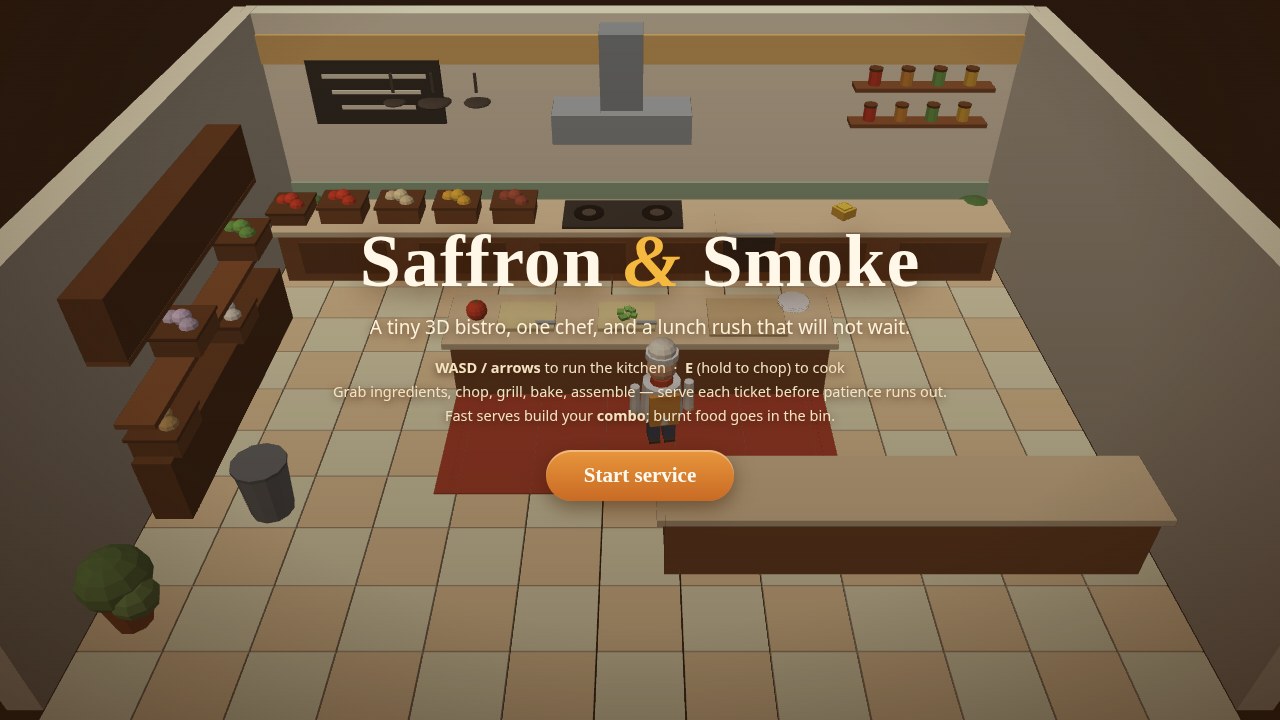 Saffron & Smoke
A tiny 3D bistro, one chef, and a lunch rush that will not wait.
WASD / arrows to run the kitchen · E (hold to chop) to cook
Grab ingredients, chop, grill, bake, assemble — serve each ticket before patience runs out.
Fast serves build your combo; burnt food goes in the bin.
Start service